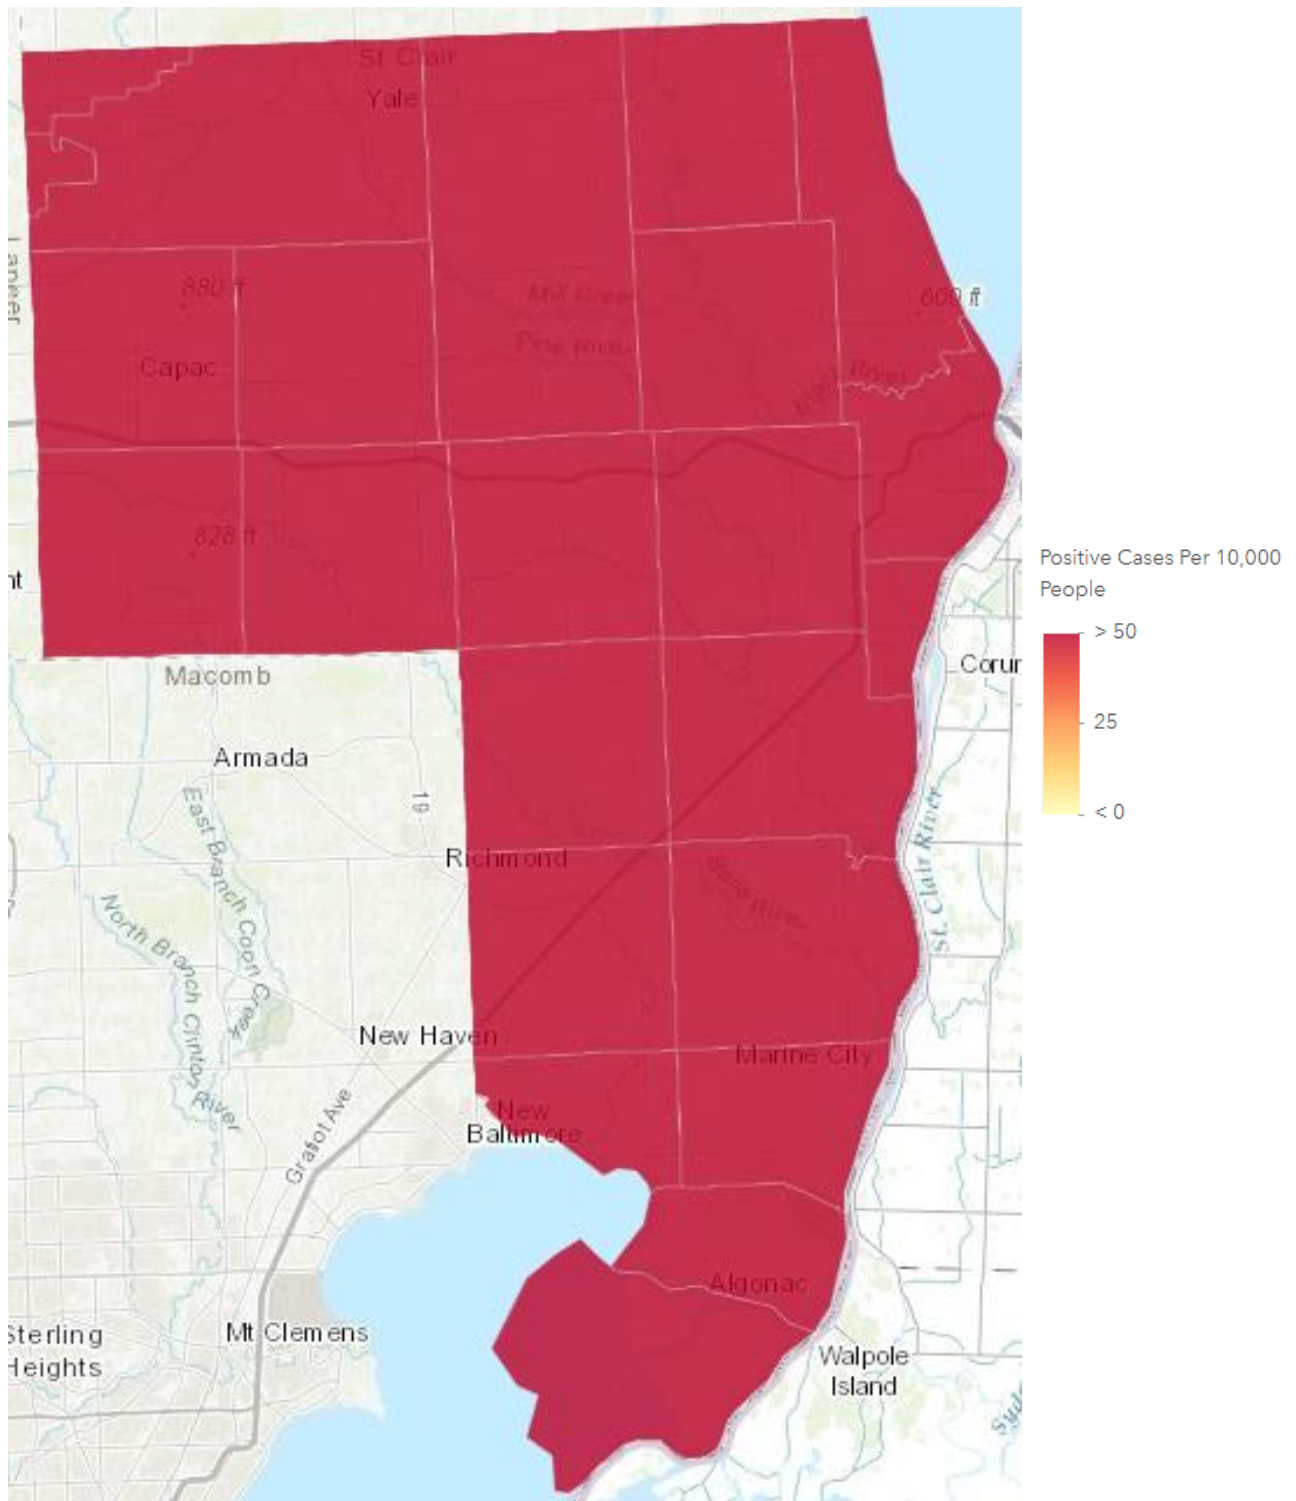 St Clair
Yale
Lapeer
880 ft
Mill Creek
600 ft
Pine River
Capac
River
828 ft
Positive Cases Per 10,000
People
> 50
25
< 0
Macomb
Armada
19
East Branch Coon Creek
Richmond
Belle River
St. Clair River
North Branch Clinton
River
New Haven
Marine City
Gratiot Ave
New
Baltimore
Algonac
Sterling
Heights
Mt Clemens
Walpole
Island